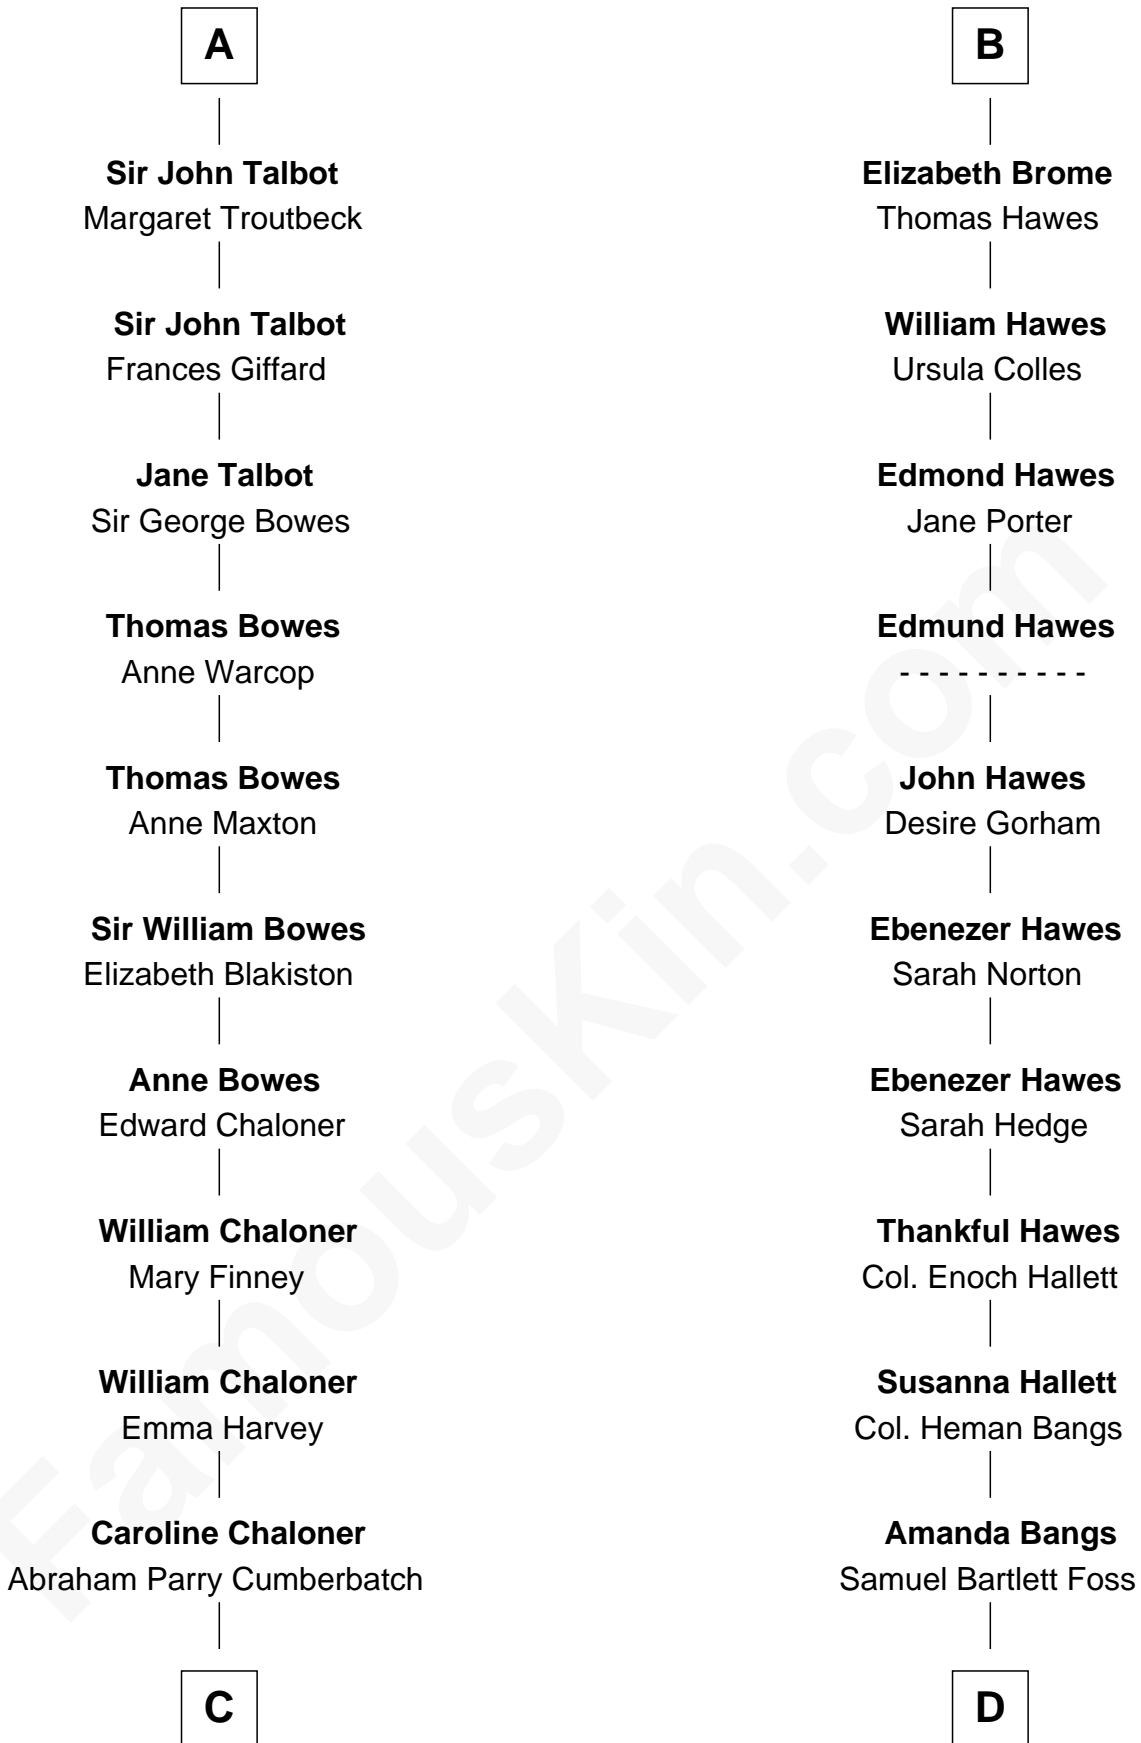 A
Sir John Talbot
Margaret Troutbeck
Sir John Talbot
Frances Giffard
Jane Talbot
Sir George Bowes
Thomas Bowes
Anne Warcop
Thomas Bowes
Anne Maxton
Sir William Bowes
Elizabeth Blakiston
Anne Bowes
Edward Chaloner
William Chaloner
Mary Finney
William Chaloner
Emma Harvey
Caroline Chaloner
Abraham Parry Cumberbatch
C
B
Elizabeth Brome
Thomas Hawes
William Hawes
Ursula Colles
Edmond Hawes
Jane Porter
Edmund Hawes
- - - - - - - - - -
John Hawes
Desire Gorham
Ebenezer Hawes
Sarah Norton
Ebenezer Hawes
Sarah Hedge
Thankful Hawes
Col. Enoch Hallett
Susanna Hallett
Col. Heman Bangs
Amanda Bangs
Samuel Bartlett Foss
D
FamousKin.com